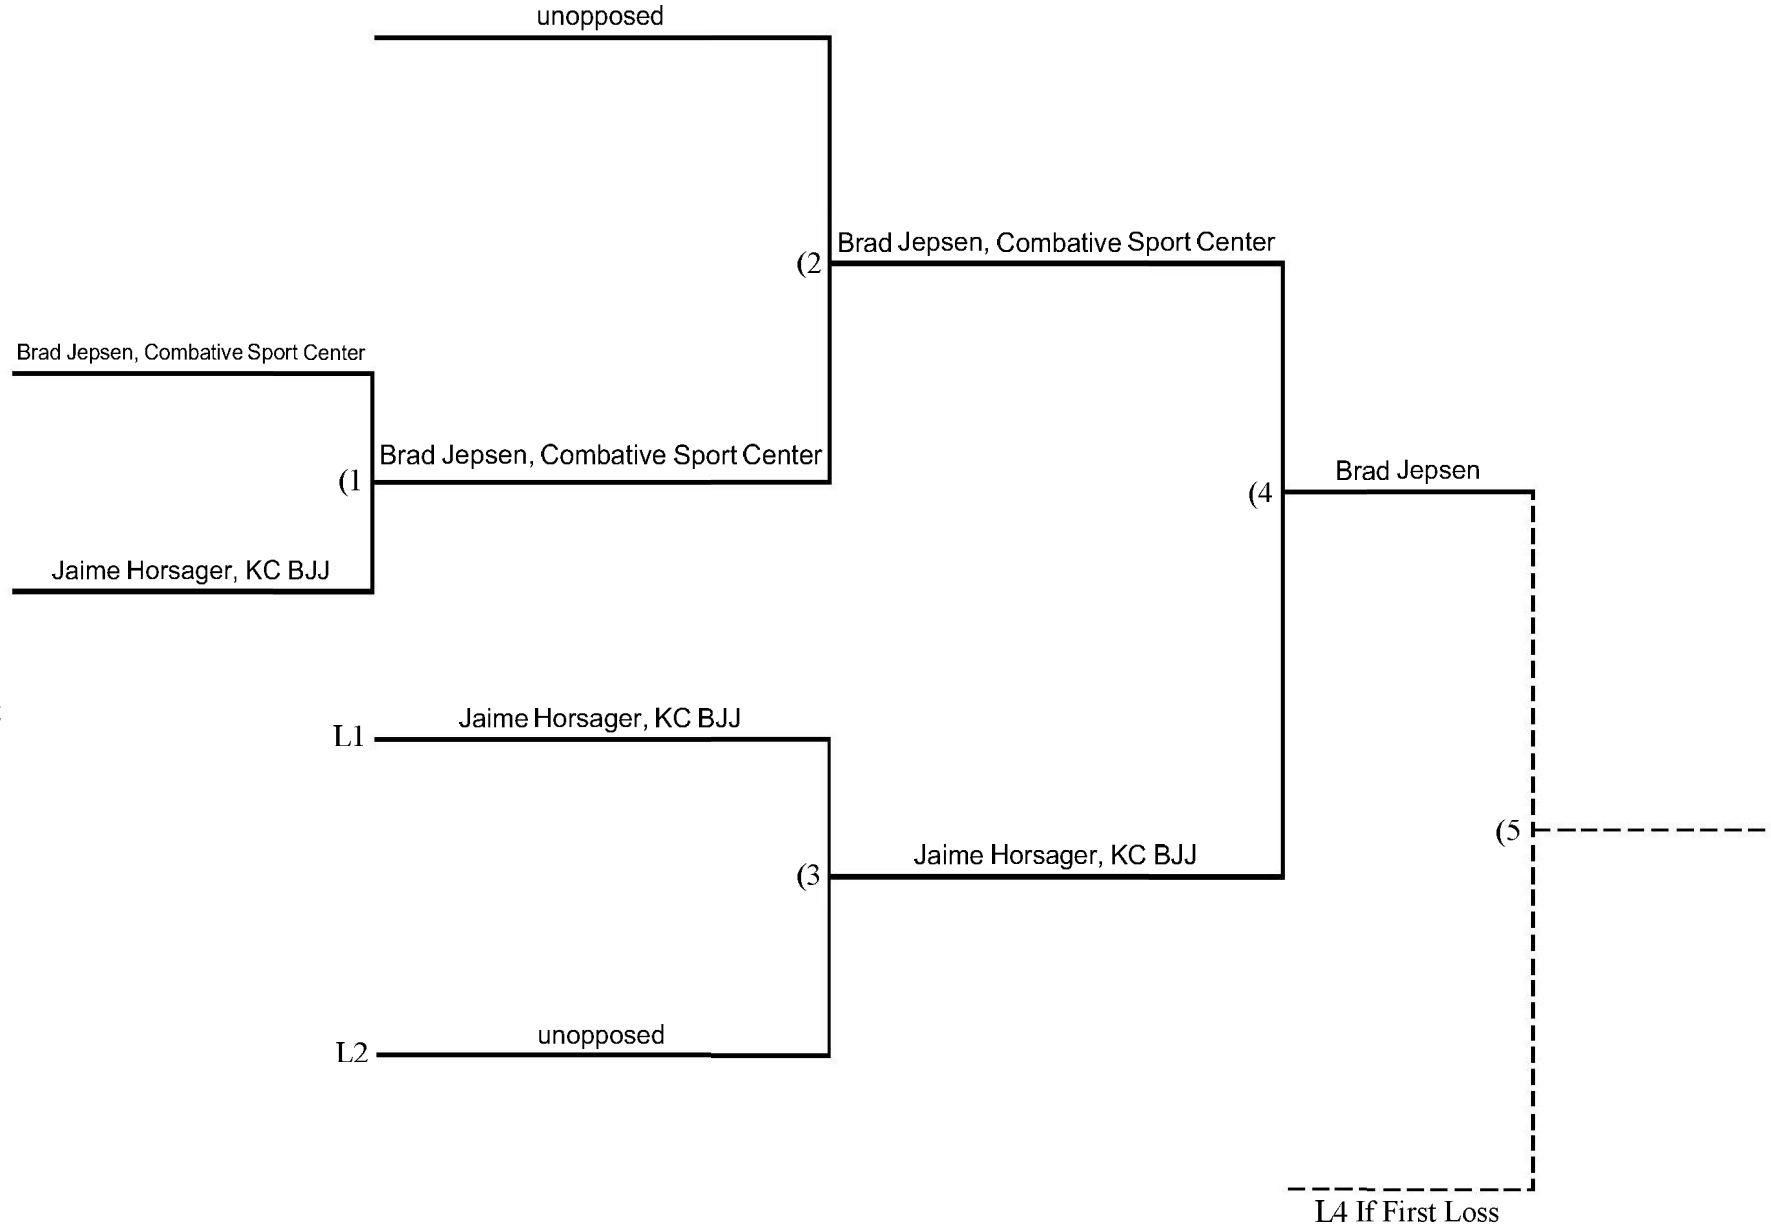 unopposed
Brad Jepsen, Combative Sport Center
(2
Brad Jepsen, Combative Sport Center
Brad Jepsen, Combative Sport Center
(1
Brad Jepsen
(4
Jaime Horsager, KC BJJ
Jaime Horsager, KC BJJ
L1
(5
Jaime Horsager, KC BJJ
(3
unopposed
L2
L4 If First Loss